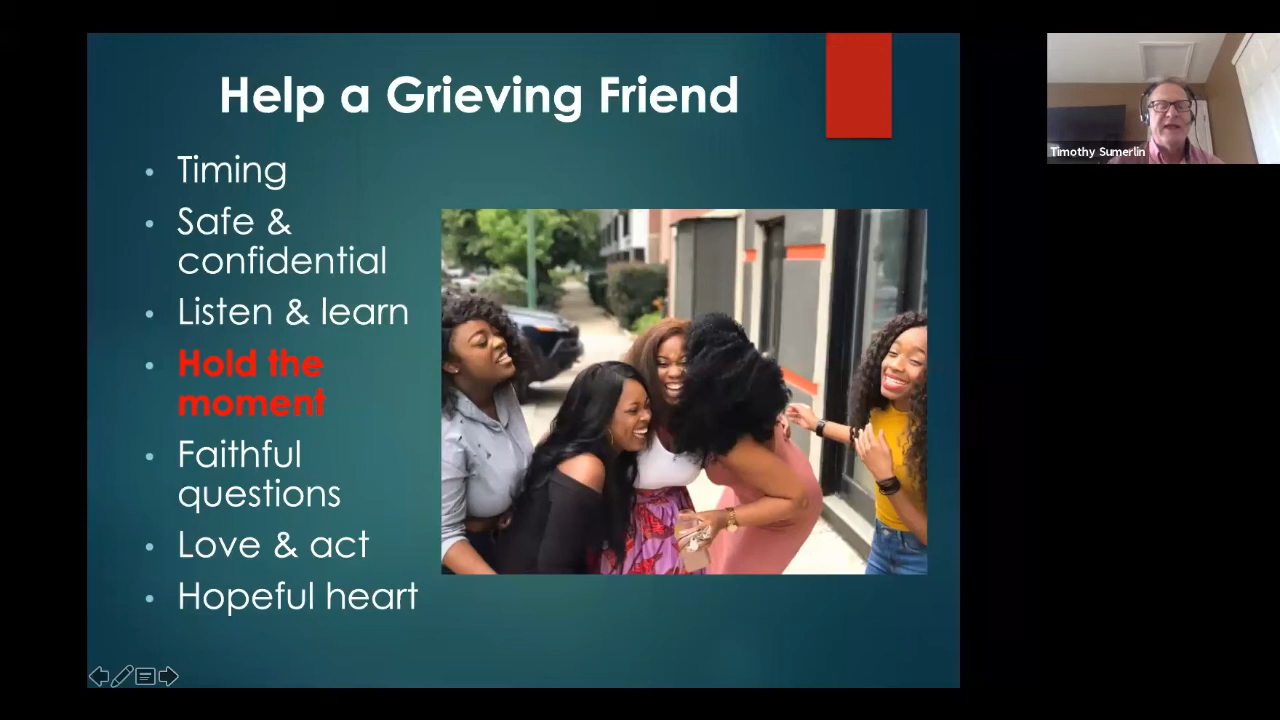 Help a Grieving Friend
• Timing
• Safe &
confidential
• Listen & learn
• Hold the
moment
• Faithful
questions
• Love & act
• Hopeful heart
Timothy Sumerlin